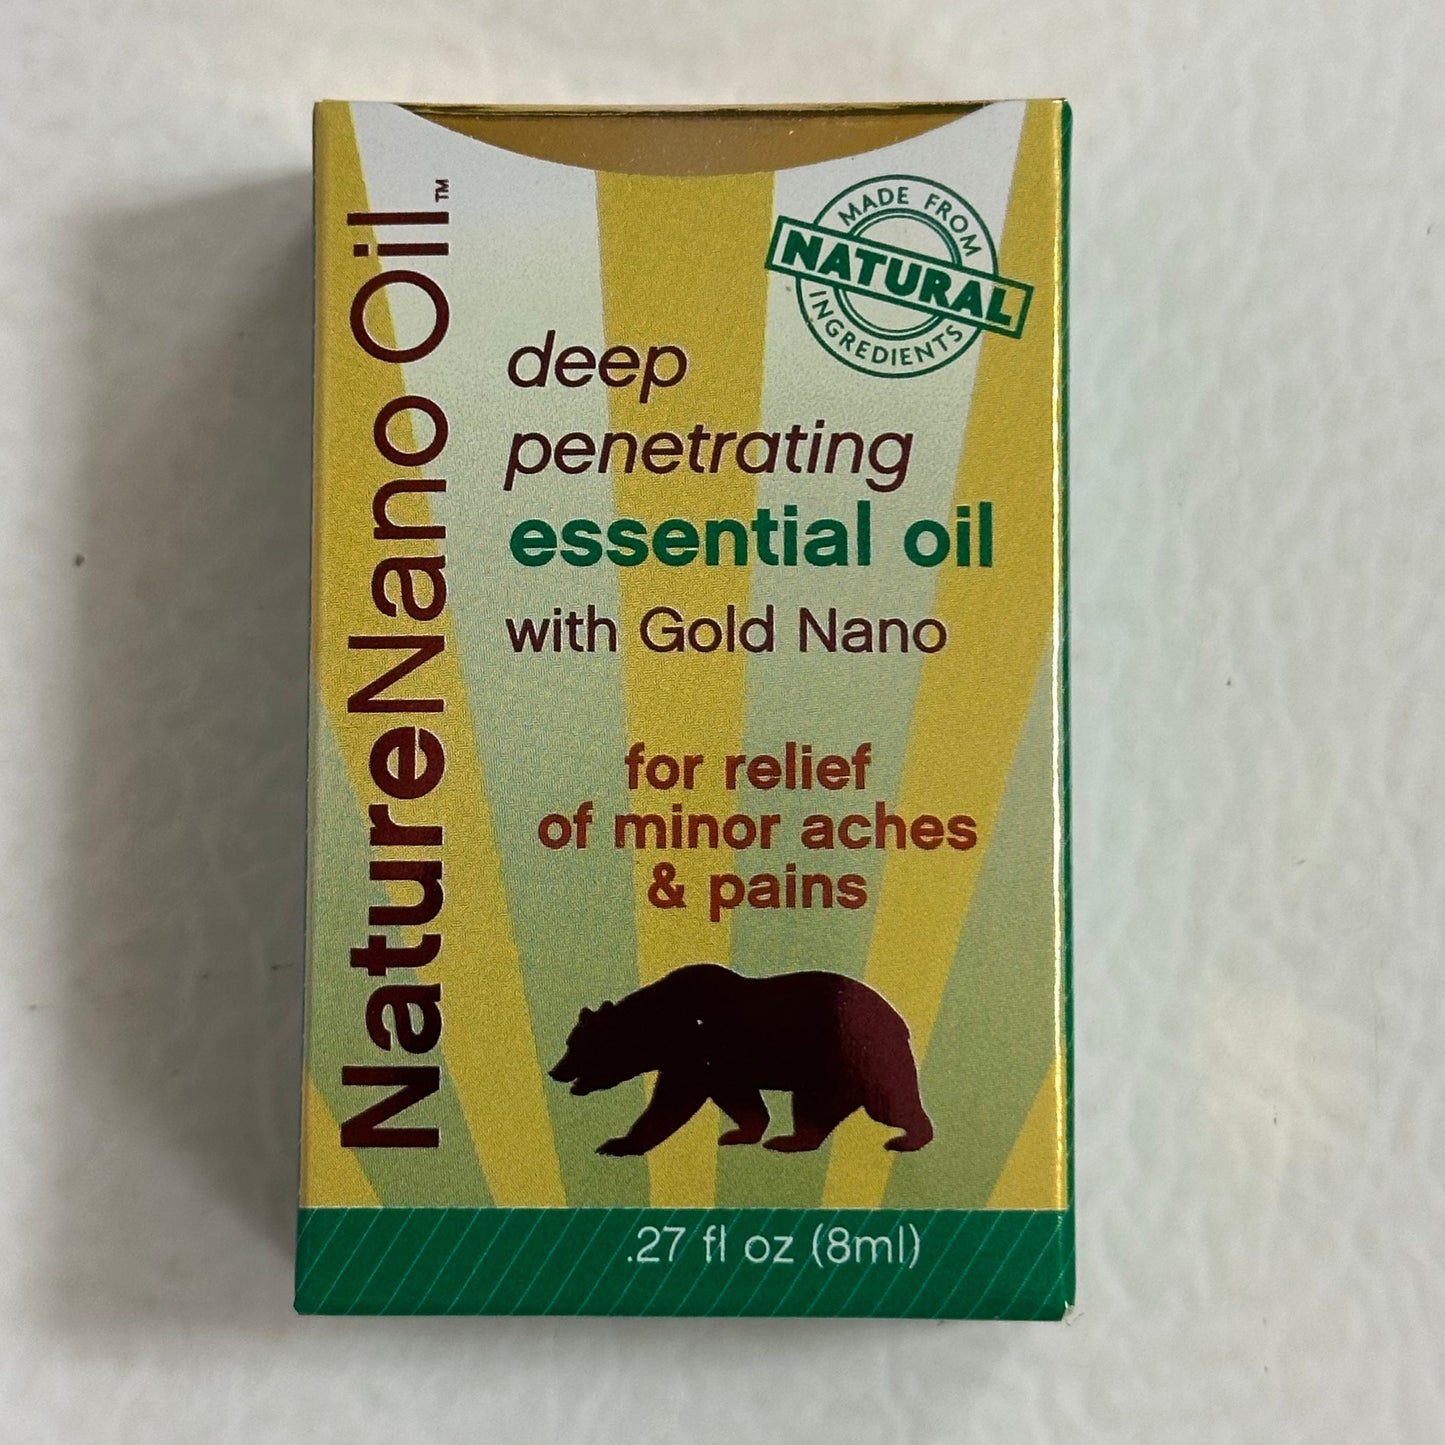 NatureNanoOil™
MADE FROM
NATURAL
INGREDIENTS
deep
penetrating
essential oil
with Gold Nano
for relief
of minor aches
& pains
.27 fl oz (8ml)